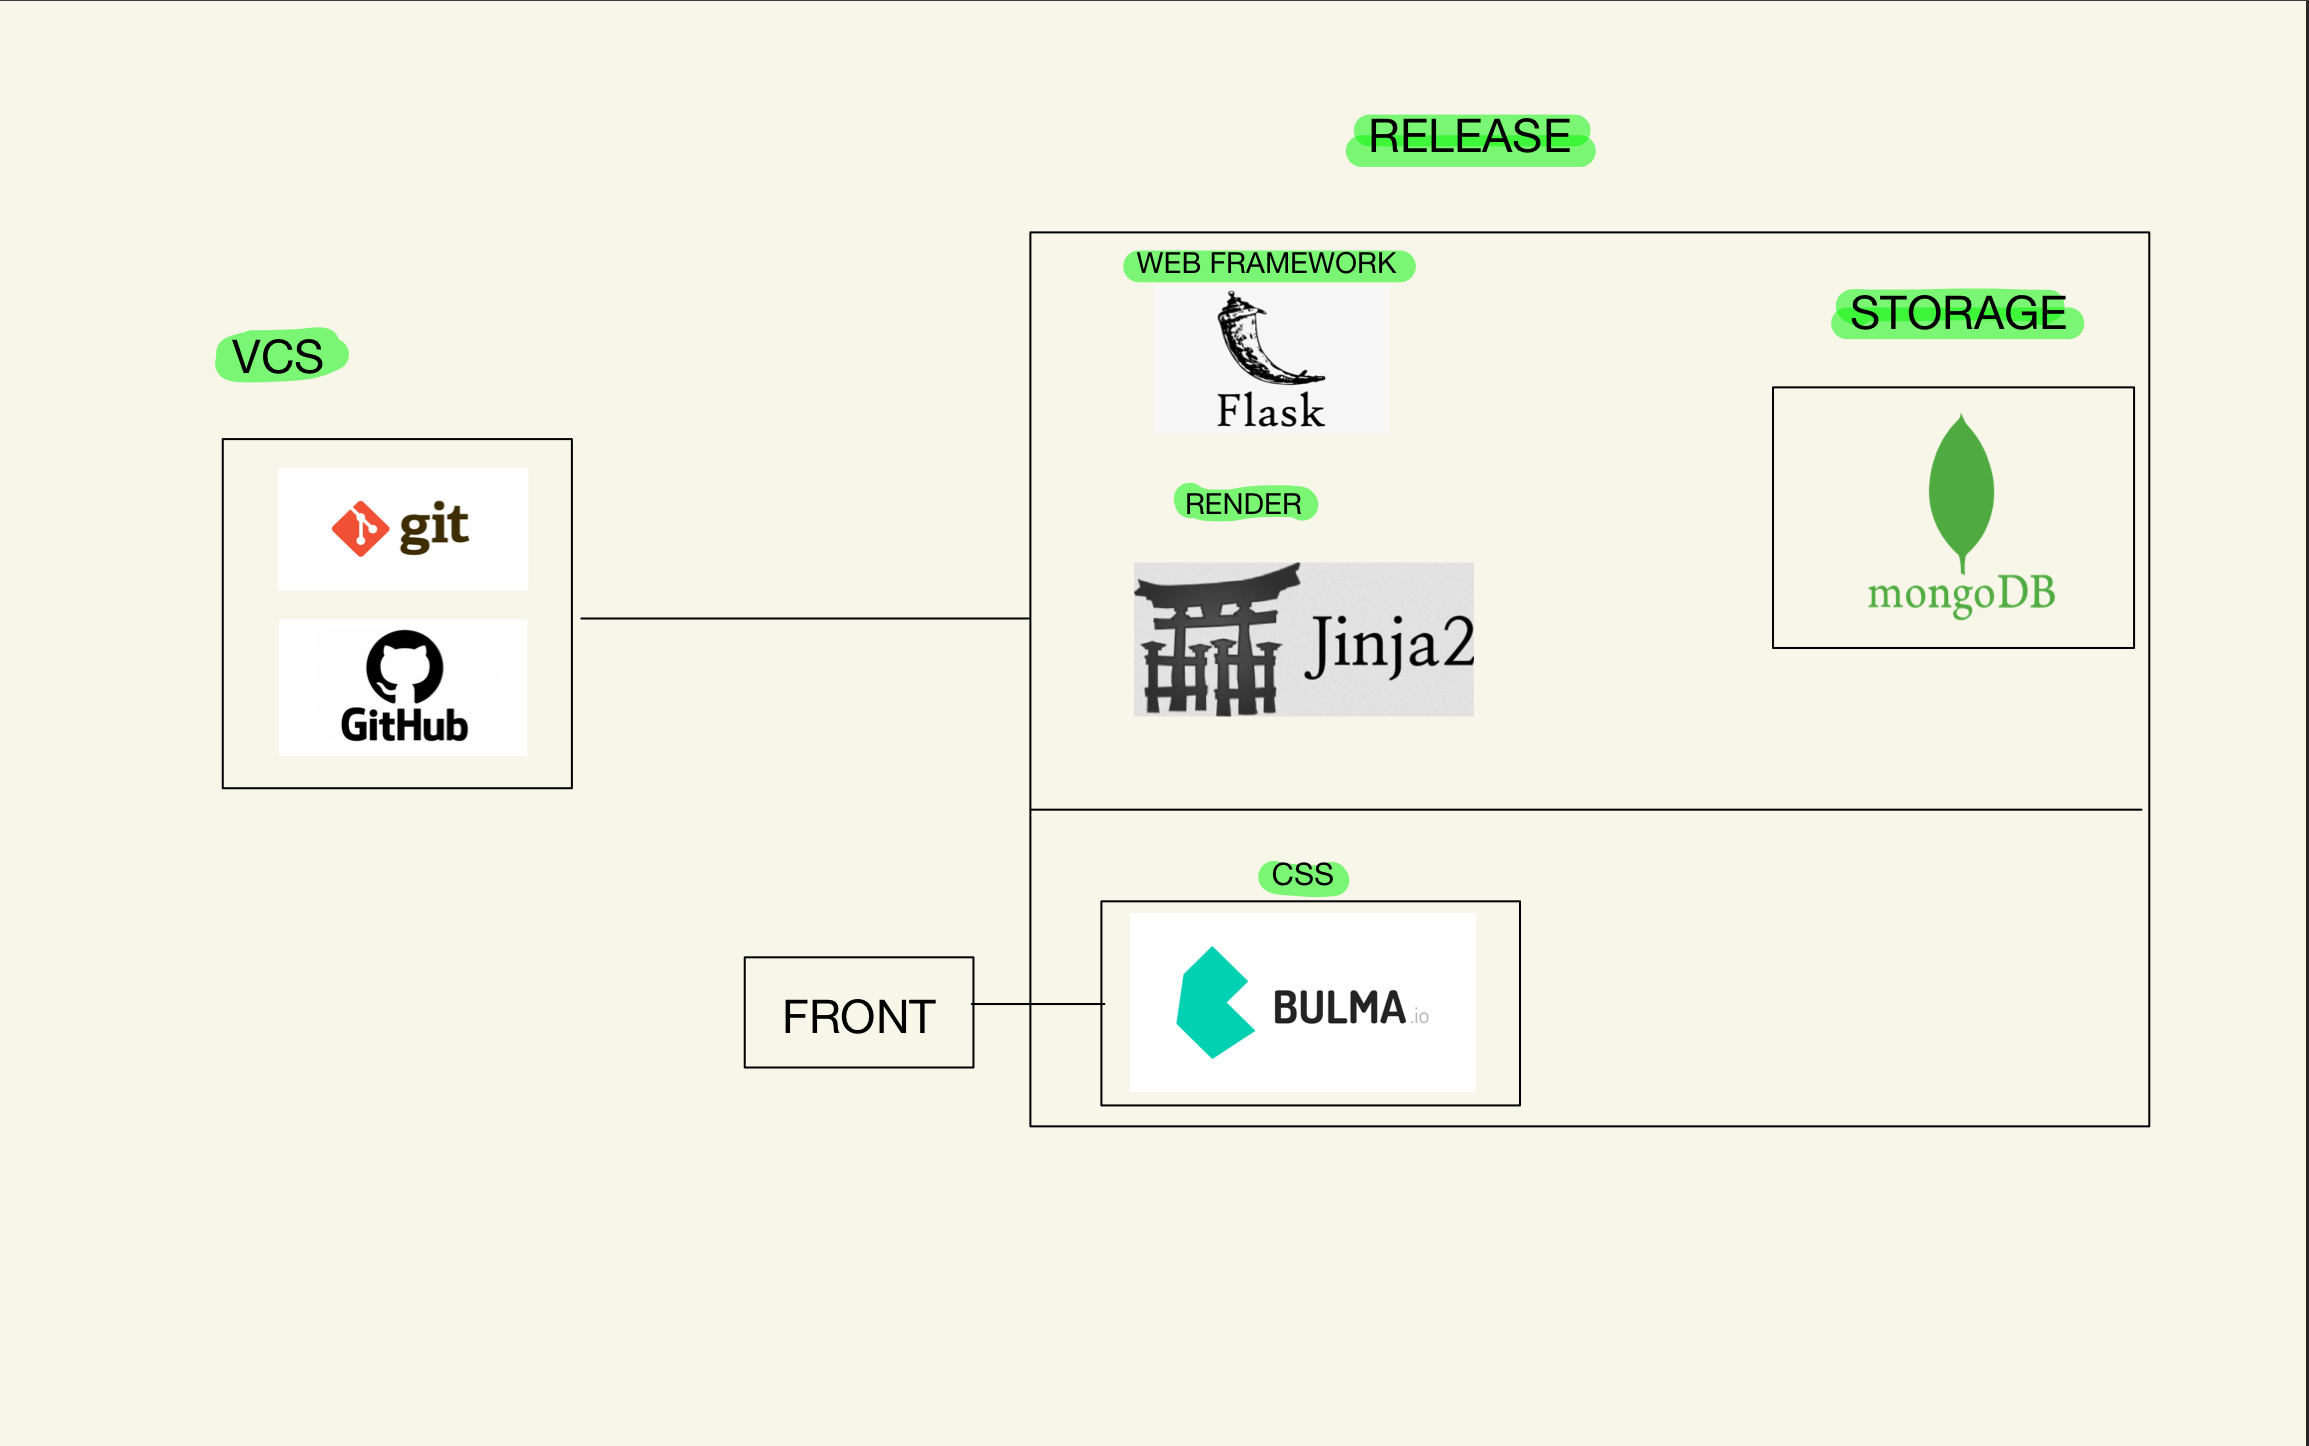 RELEASE
WEB FRAMEWORK
Flask
STORAGE
VCS
git
GitHub
RENDER
Jinja2
mongoDB
CSS
FRONT
BULMA.io